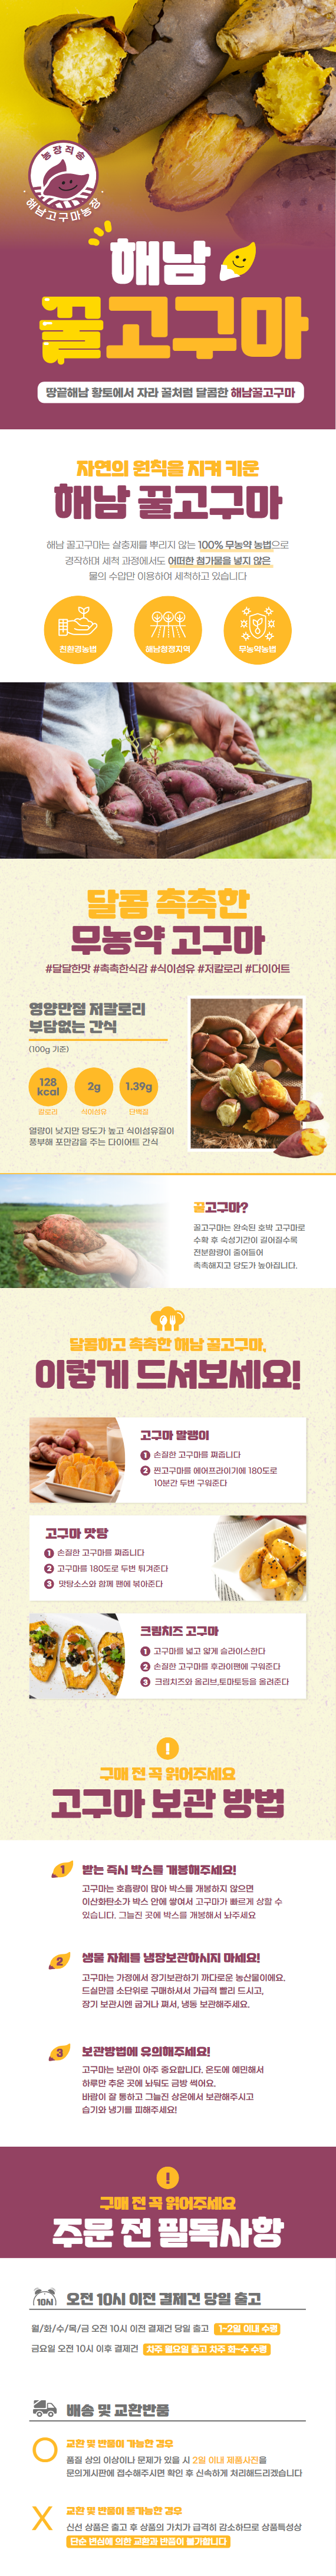 농장직송
해남고구마농장
해남
꿀고구마
땅끝해남 황토에서 자라 꿀처럼 달콤한 해남꿀고구마
자연의 원칙을 지켜 키운
해남 꿀고구마
해남 꿀고구마는 살충제를 뿌리지 않는 100% 무농약 농법으로
경작하며 세척 과정에서도 어떠한 첨가물을 넣지 않은
물의 수압만 이용하여 세척하고 있습니다
친환경농법
해남청정지역
무농약농법
달콤 촉촉한
무농약 고구마
#달달한맛 #촉촉한식감 #식이섬유 #저칼로리 #다이어트
영양만점 저칼로리
부담없는 간식
(100g 기준)
128 kcal
2g
1.39g
칼로리
식이섬유
단백질
열량이 낮지만 당도가 높고 식이섬유질이
풍부해 포만감을 주는 다이어트 간식
꿀고구마?
꿀고구마는 완숙된 호박 고구마로
수확 후 숙성기간이 길어질수록
전분함량이 줄어들어
촉촉해지고 당도가 높아집니다.
달콤하고 촉촉한 해남 꿀고구마,
이렇게 드셔보세요!
고구마 말랭이
1 손질한 고구마를 쪄줍니다
2 찐고구마를 에어프라이기에 180도로
10분간 두번 구워준다
고구마 맛탕
1 손질한 고구마를 쪄줍니다
2 고구마를 180도로 두번 튀겨준다
3 맛탕소스와 함께 팬에 볶아준다
크림치즈 고구마
1 고구마를 넓고 얇게 슬라이스한다
2 손질한 고구마를 후라이팬에 구워준다
3 크림치즈와 올리브,토마토등을 올려준다
!
구매 전 꼭 읽어주세요
고구마 보관 방법
1 받는 즉시 박스를 개봉해주세요!
고구마는 호흡량이 많아 박스를 개봉하지 않으면
이산화탄소가 박스 안에 쌓여서 고구마가 빠르게 상할 수
있습니다. 그늘진 곳에 박스를 개봉해서 놔주세요
2 생물 자체를 냉장보관하시지 마세요!
고구마는 가정에서 장기보관하기 까다로운 농산물이에요.
드실만큼 소단위로 구매하셔서 가급적 빨리 드시고,
장기 보관시엔 굽거나 쪄서, 냉동 보관해주세요.
3 보관방법에 유의해주세요!
고구마는 보관이 아주 중요합니다. 온도에 예민해서
하루만 추운 곳에 놔둬도 금방 썩어요.
바람이 잘 통하고 그늘진 상온에서 보관해주시고
습기와 냉기를 피해주세요!
!
구매 전 꼭 읽어주세요
주문 전 필독사항
10시 오전 10시 이전 결제건 당일 출고
월/화/수/목/금 오전 10시 이전 결제건 당일 출고 1~2일 이내 수령
금요일 오전 10시 이후 결제건 차주 월요일 출고 차주 화~수 수령
배송 및 교환반품
교환 및 반품이 가능한 경우
품질 상의 이상이나 문제가 있을 시 2일 이내 제품사진을
문의게시판에 접수해주시면 확인 후 신속하게 처리해드리겠습니다
교환 및 반품이 불가능한 경우
신선 상품은 출고 후 상품의 가치가 급격히 감소하므로 상품특성상
단순 변심에 의한 교환과 반품이 불가합니다